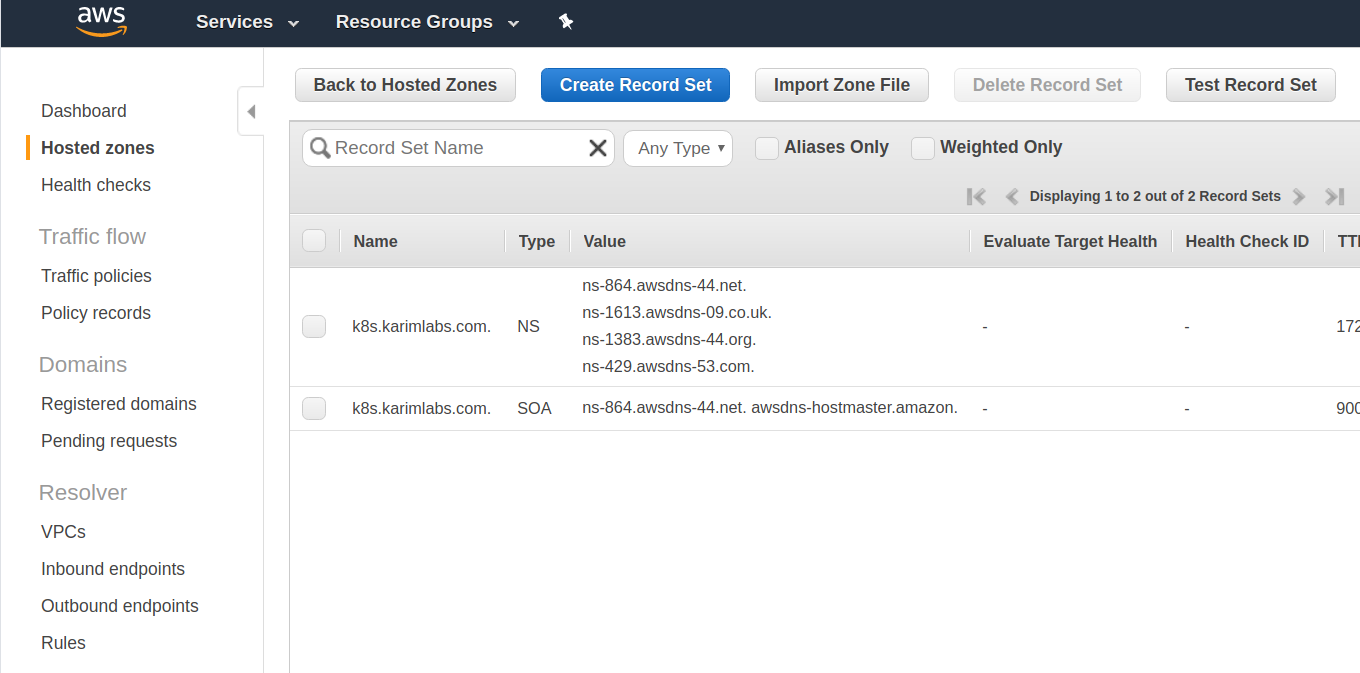 aws Services Resource Groups
Back to Hosted Zones Create Record Set Import Zone File Delete Record Set Test Record Set
Dashboard
Hosted zones
Health checks
Traffic flow
Traffic policies
Policy records
Domains
Registered domains
Pending requests
Resolver
VPCs
Inbound endpoints
Outbound endpoints
Rules
Record Set Name Any Type Aliases Only Weighted Only
Displaying 1 to 2 out of 2 Record Sets
Name Type Value Evaluate Target Health Health Check ID
k8s.karimlabs.com. NS
ns-864.awsdns-44.net.
ns-1613.awsdns-09.co.uk.
ns-1383.awsdns-44.org.
ns-429.awsdns-53.com.
- - 172
k8s.karimlabs.com. SOA ns-864.awsdns-44.net. awsdns-hostmaster.amazon. - - 900